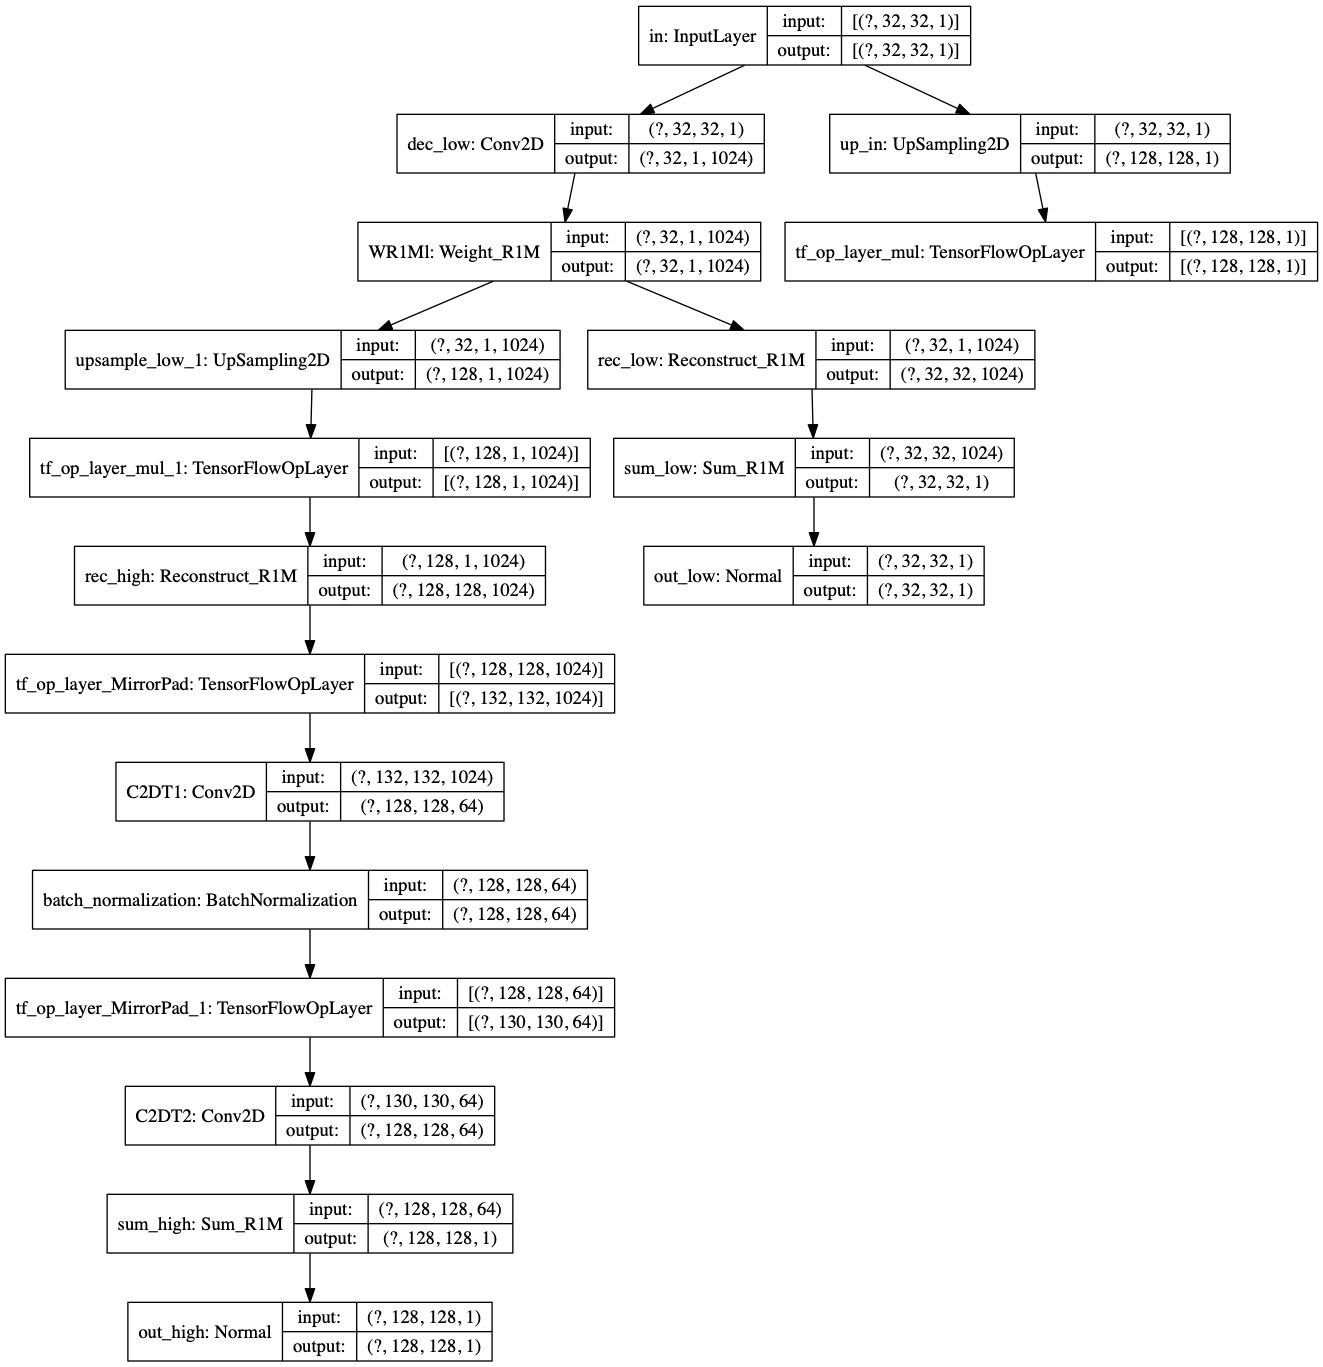 in: InputLayer
input: [(?, 32, 32, 1)]
output: [(?, 32, 32, 1)]
dec_low: Conv2D
input: (?, 32, 32, 1)
output: (?, 32, 1, 1024)
up_in: UpSampling2D
input: (?, 32, 32, 1)
output: (?, 128, 128, 1)
WR1Ml: Weight_R1M
input: (?, 32, 1, 1024)
output: (?, 32, 1, 1024)
tf_op_layer_mul: TensorFlowOpLayer
input: [(?, 128, 128, 1)]
output: [(?, 128, 128, 1)]
upsample_low_1: UpSampling2D
input: (?, 32, 1, 1024)
output: (?, 128, 1, 1024)
rec_low: Reconstruct_R1M
input: (?, 32, 1, 1024)
output: (?, 32, 32, 1024)
tf_op_layer_mul_1: TensorFlowOpLayer
input: [(?, 128, 1, 1024)]
output: [(?, 128, 1, 1024)]
sum_low: Sum_R1M
input: (?, 32, 32, 1024)
output: (?, 32, 32, 1)
rec_high: Reconstruct_R1M
input: (?, 128, 1, 1024)
output: (?, 128, 128, 1024)
out_low: Normal
input: (?, 32, 32, 1)
output: (?, 32, 32, 1)
tf_op_layer_MirrorPad: TensorFlowOpLayer
input: [(?, 128, 128, 1024)]
output: [(?, 132, 132, 1024)]
C2DT1: Conv2D
input: (?, 132, 132, 1024)
output: (?, 128, 128, 64)
batch_normalization: BatchNormalization
input: (?, 128, 128, 64)
output: (?, 128, 128, 64)
tf_op_layer_MirrorPad_1: TensorFlowOpLayer
input: [(?, 128, 128, 64)]
output: [(?, 130, 130, 64)]
C2DT2: Conv2D
input: (?, 130, 130, 64)
output: (?, 128, 128, 64)
sum_high: Sum_R1M
input: (?, 128, 128, 64)
output: (?, 128, 128, 1)
out_high: Normal
input: (?, 128, 128, 1)
output: (?, 128, 128, 1)